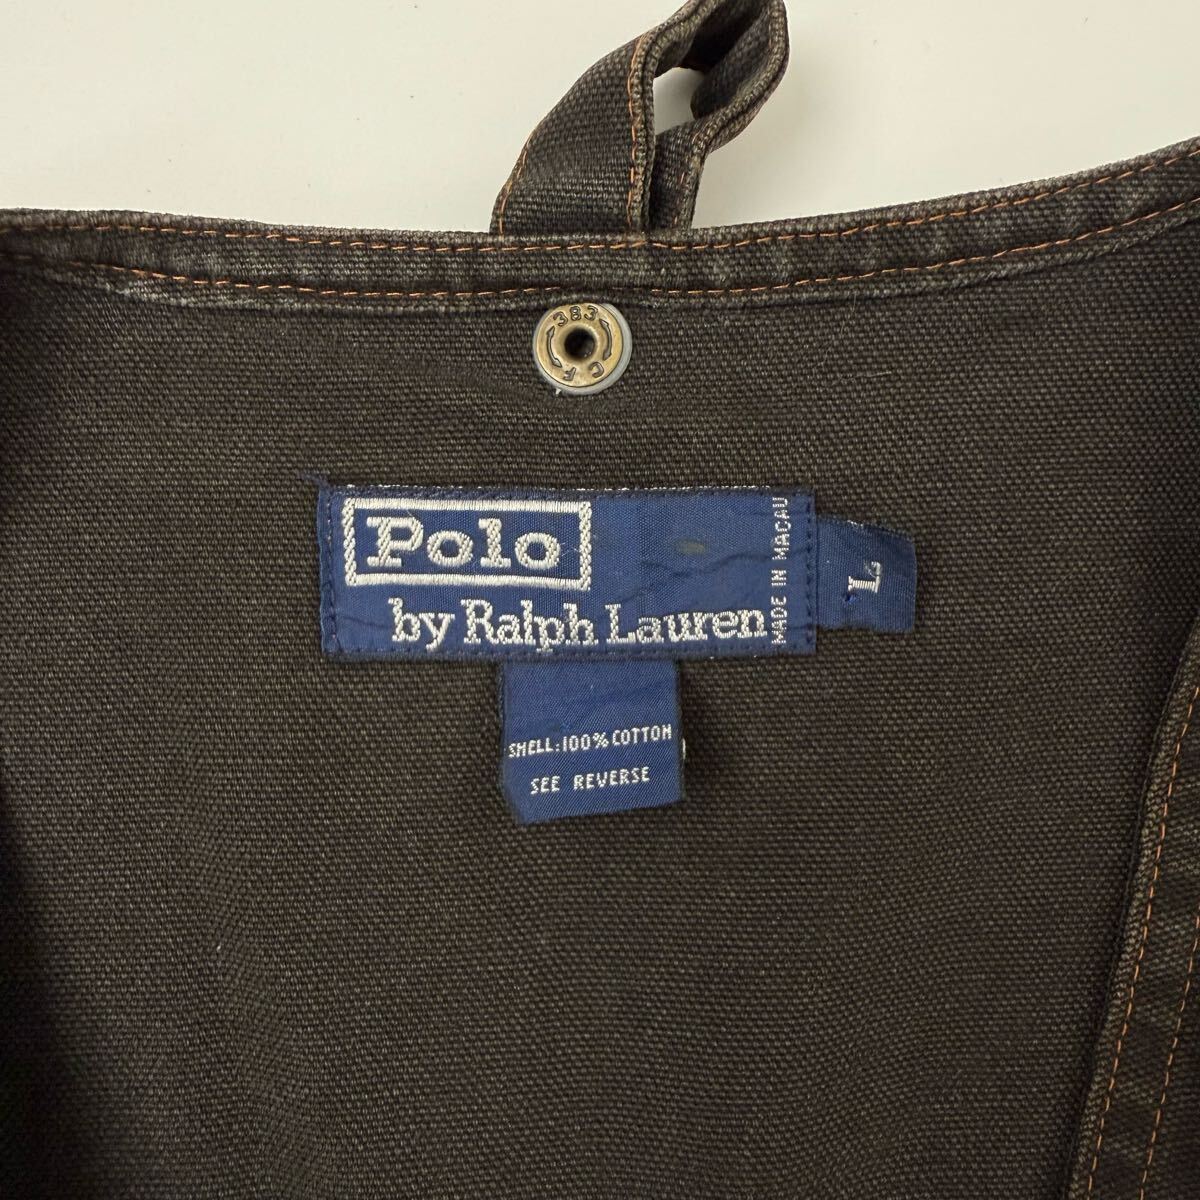 383
C F
Polo
by Ralph Lauren
MADE IN MACAU
L
SHELL:100% COTTON
SEE REVERSE